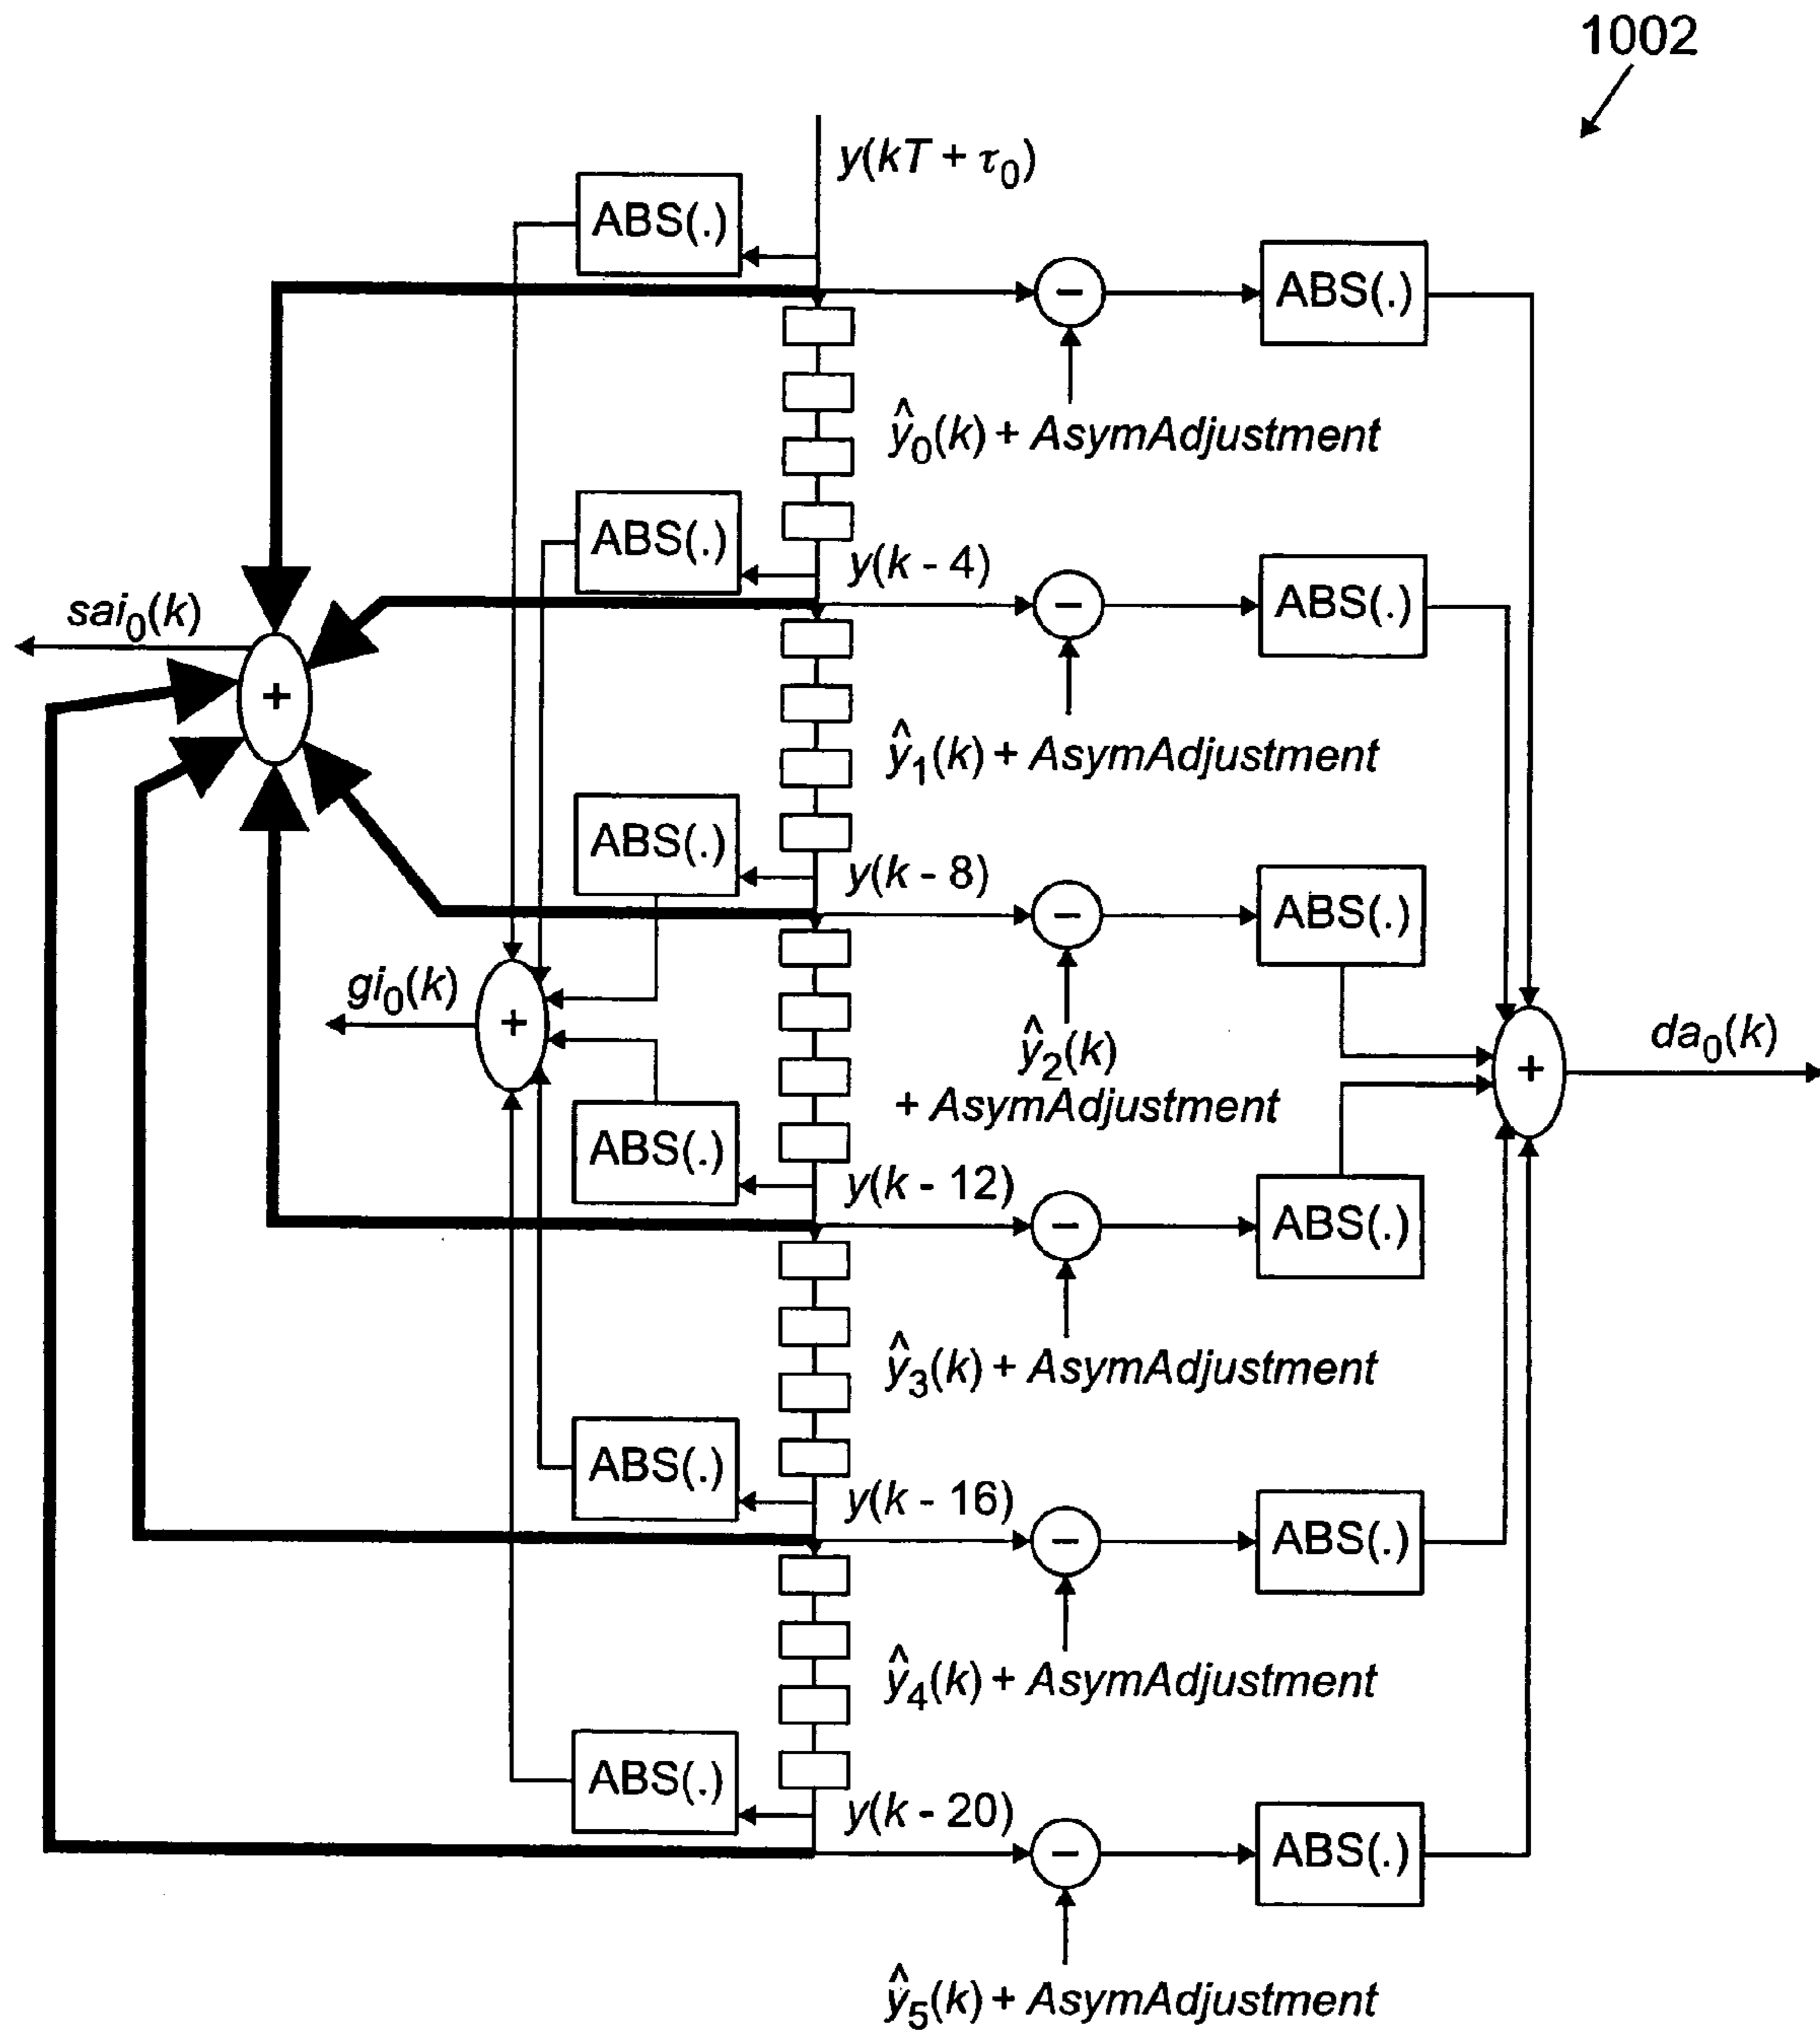 1002
y(kT + τ₀)
ABS(.)
− ABS(.)
ŷ₀(k) + AsymAdjustment
ABS(.)
y(k - 4)
− ABS(.)
sai₀(k)
+
ŷ₁(k) + AsymAdjustment
ABS(.)
y(k - 8)
− ABS(.)
gi₀(k)
+
ŷ₂(k)
+ AsymAdjustment
da₀(k)
+
ABS(.)
y(k - 12)
− ABS(.)
ŷ₃(k) + AsymAdjustment
ABS(.)
y(k - 16)
− ABS(.)
ŷ₄(k) + AsymAdjustment
ABS(.)
y(k - 20)
− ABS(.)
ŷ₅(k) + AsymAdjustment